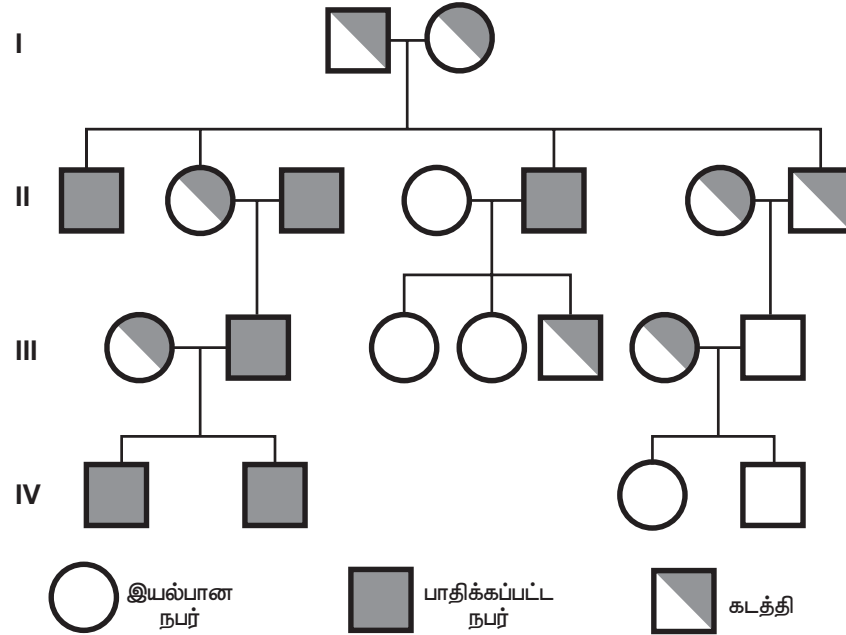 I
II
III
IV
இயல்பான
நபர்
பாதிக்கப்பட்ட
நபர்
கடத்தி